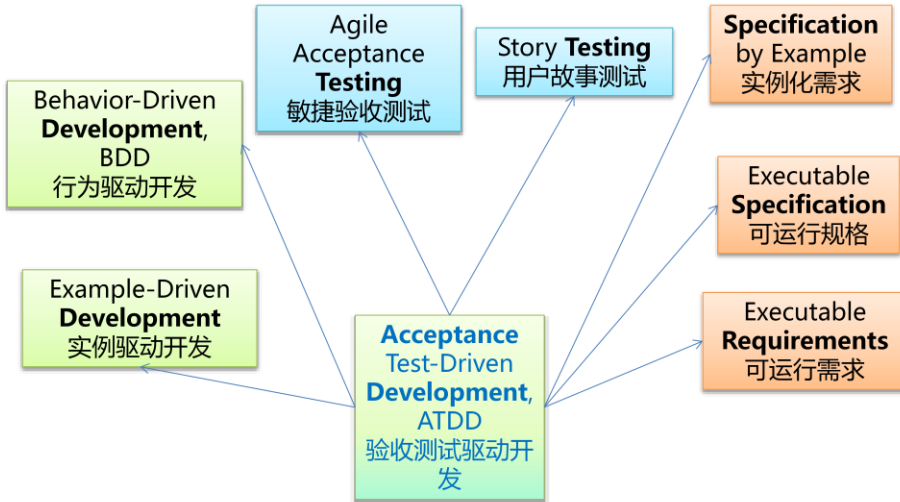 Behavior-Driven
Development,
BDD
行为驱动开发
Agile
Acceptance
Testing
敏捷验收测试
Story Testing
用户故事测试
Specification
by Example
实例化需求
Executable
Specification
可运行规格
Example-Driven
Development
实例驱动开发
Executable
Requirements
可运行需求
Acceptance
Test-Driven
Development,
ATDD
验收测试驱动开
发